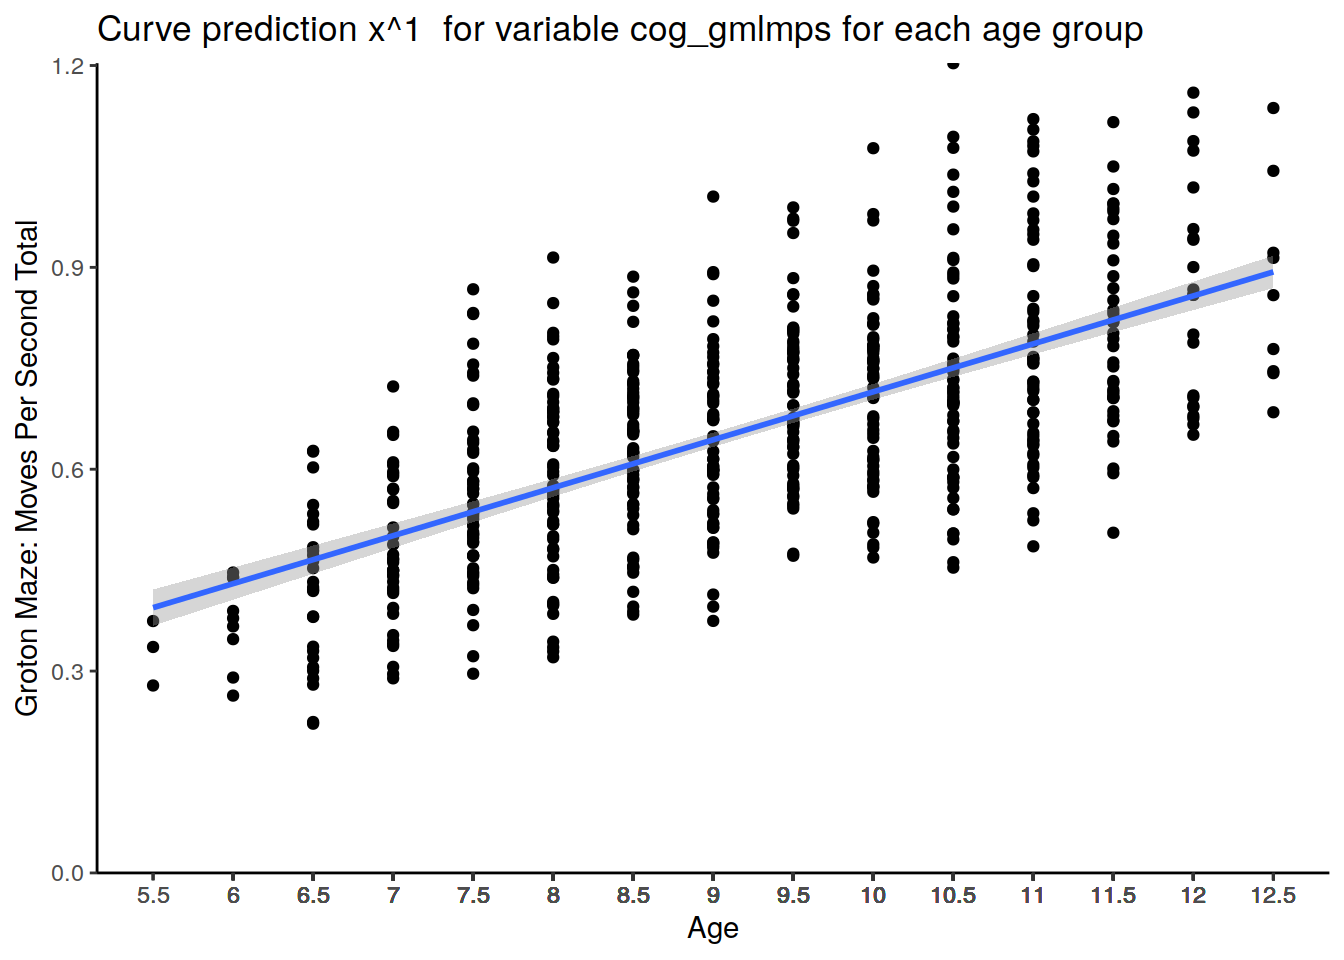 Curve prediction x^1  for variable cog_gmlmps for each age group
Groton Maze: Moves Per Second Total
1.2
0.9
0.6
0.3
0.0
5.5 6 6.5 7 7.5 8 8.5 9 9.5 10 10.5 11 11.5 12 12.5
Age